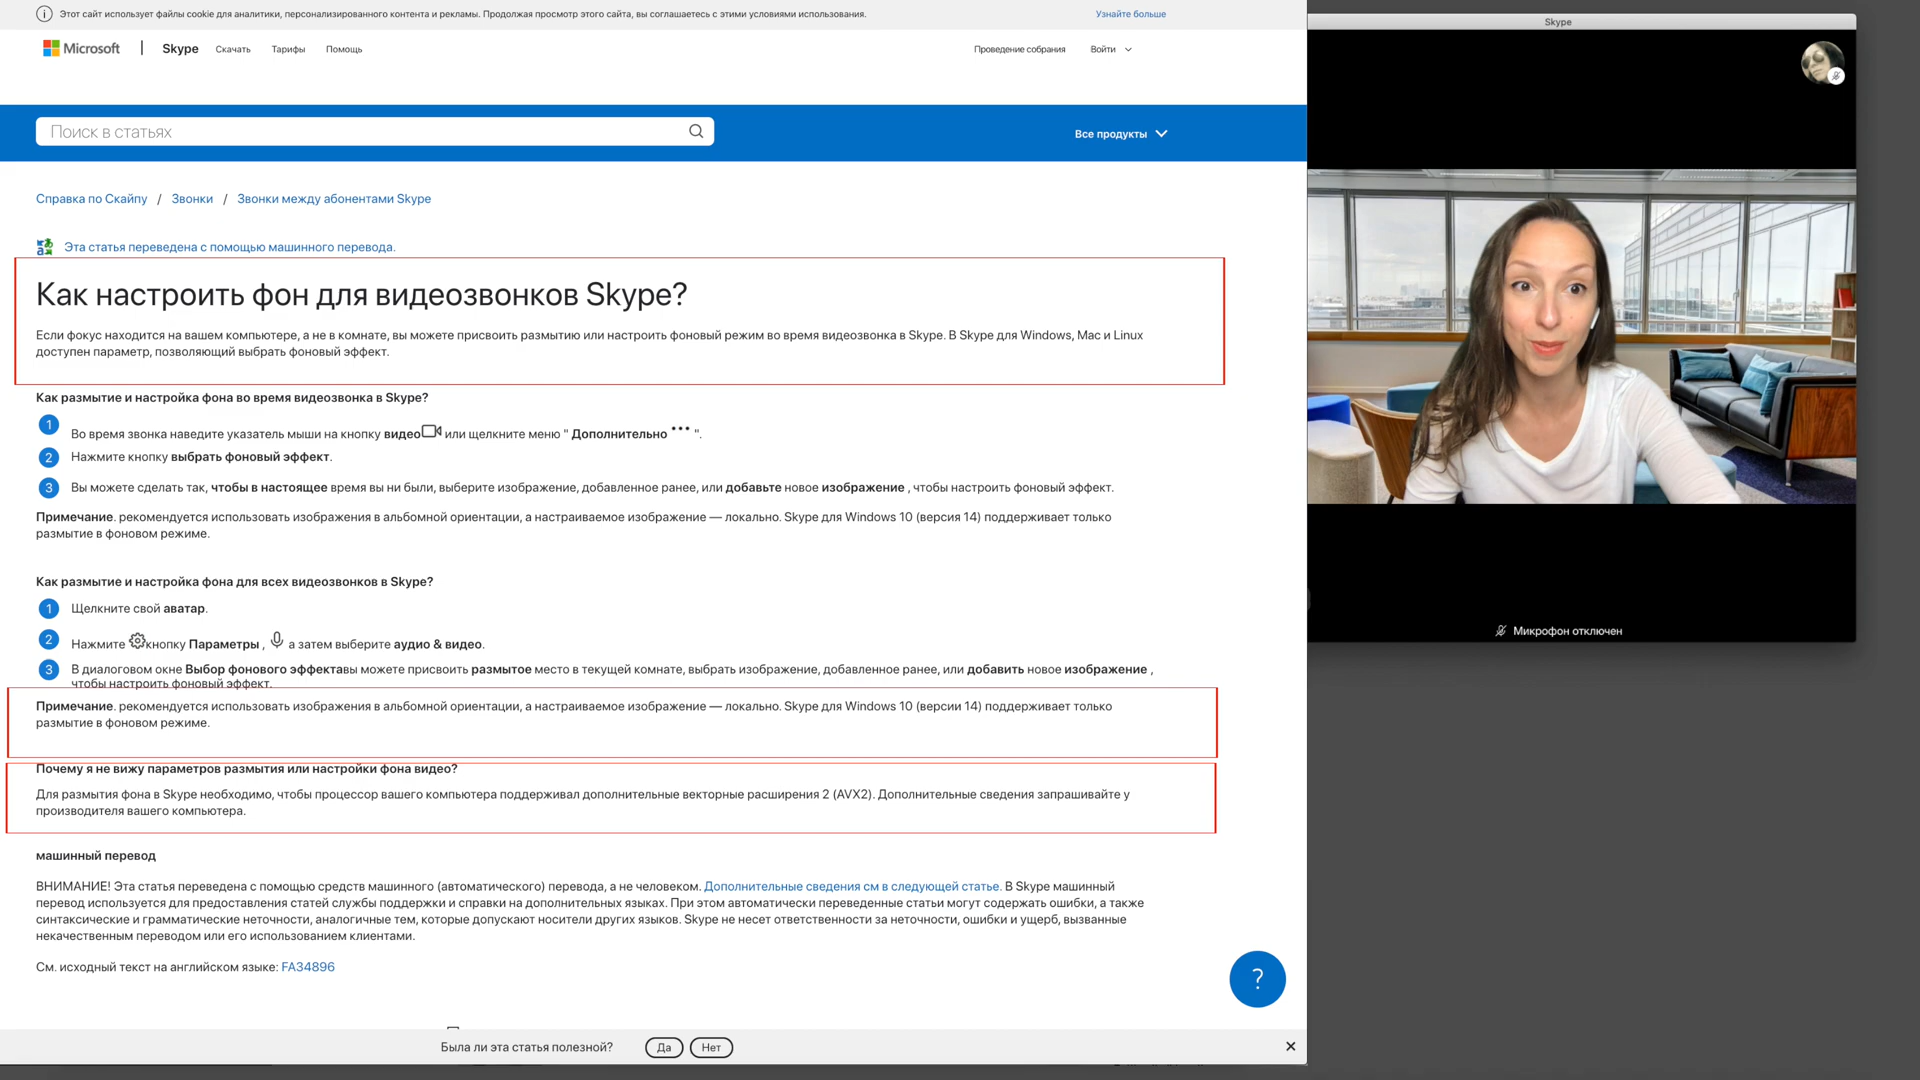 Этот сайт использует файлы cookie для аналитики, персонализированного контента и рекламы. Продолжая просмотр этого сайта, вы соглашаетесь с этими условиями использования.
Узнайте больше
Microsoft | Skype Скачать Тарифы Помощь
Проведение собрания Войти
Поиск в статьях
Все продукты
Справка по Скайпу / Звонки / Звонки между абонентами Skype
Эта статья переведена с помощью машинного перевода.
Как настроить фон для видеозвонков Skype?
Если фокус находится на вашем компьютере, а не в комнате, вы можете присвоить размытию или настроить фоновый режим во время видеозвонка в Skype. В Skype для Windows, Mac и Linux
доступен параметр, позволяющий выбрать фоновый эффект.
Как размытие и настройка фона во время видеозвонка в Skype?
1 Во время звонка наведите указатель мыши на кнопку видео или щелкните меню " Дополнительно ••• ".
2 Нажмите кнопку выбрать фоновый эффект.
3 Вы можете сделать так, чтобы в настоящее время вы ни были, выберите изображение, добавленное ранее, или добавьте новое изображение , чтобы настроить фоновый эффект.
Примечание. рекомендуется использовать изображения в альбомной ориентации, а настраиваемое изображение — локально. Skype для Windows 10 (версия 14) поддерживает только
размытие в фоновом режиме.
Как размытие и настройка фона для всех видеозвонков в Skype?
1 Щелкните свой аватар.
2 Нажмите кнопку Параметры , а затем выберите аудио & видео.
3 В диалоговом окне Выбор фонового эффектавы можете присвоить размытое место в текущей комнате, выбрать изображение, добавленное ранее, или добавить новое изображение ,
чтобы настроить фоновый эффект.
Примечание. рекомендуется использовать изображения в альбомной ориентации, а настраиваемое изображение — локально. Skype для Windows 10 (версии 14) поддерживает только
размытие в фоновом режиме.
Почему я не вижу параметров размытия или настройки фона видео?
Для размытия фона в Skype необходимо, чтобы процессор вашего компьютера поддерживал дополнительные векторные расширения 2 (AVX2). Дополнительные сведения запрашивайте у
производителя вашего компьютера.
машинный перевод
ВНИМАНИЕ! Эта статья переведена с помощью средств машинного (автоматического) перевода, а не человеком. Дополнительные сведения см в следующей статье. В Skype машинный
перевод используется для предоставления статей службы поддержки и справки на дополнительных языках. При этом автоматически переведенные статьи могут содержать ошибки, а также
синтаксические и грамматические неточности, аналогичные тем, которые допускают носители других языков. Skype не несет ответственности за неточности, ошибки и ущерб, вызванные
некачественным переводом или его использованием клиентами.
См. исходный текст на английском языке: FA34896
?
Была ли эта статья полезной? Да Нет
Skype
Микрофон отключен